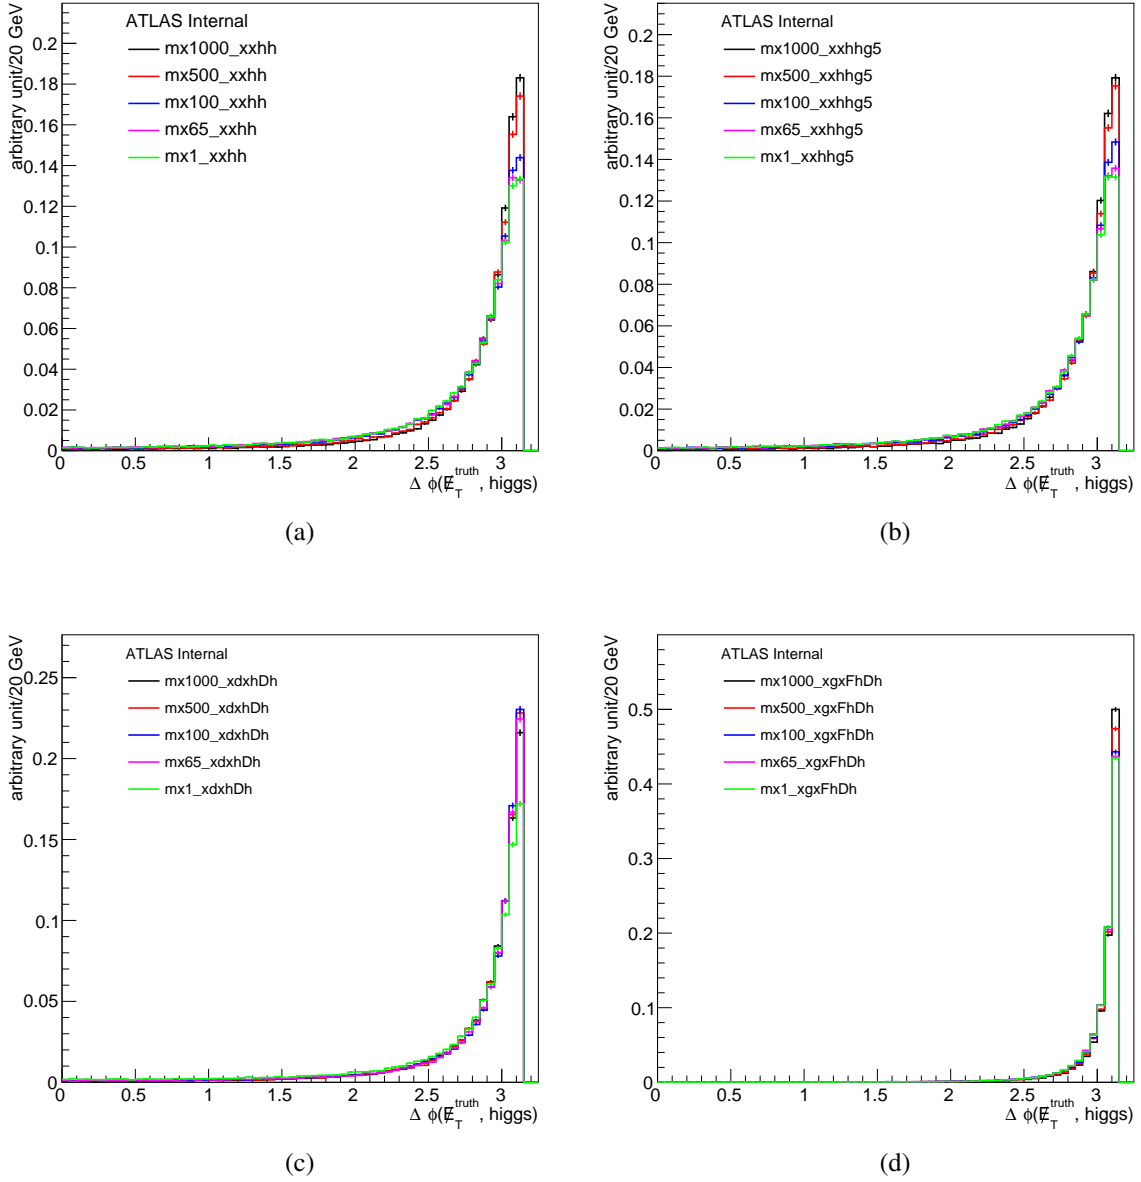 arbitrary unit/20 GeV
ATLAS Internal
mx1000_xxhh
mx500_xxhh
mx100_xxhh
mx65_xxhh
mx1_xxhh
0.2
0.18
0.16
0.14
0.12
0.1
0.08
0.06
0.04
0.02
0
0 0.5 1 1.5 2 2.5 3
Δ ϕ(E̸_T^truth, higgs)
(a)
arbitrary unit/20 GeV
ATLAS Internal
mx1000_xxhhg5
mx500_xxhhg5
mx100_xxhhg5
mx65_xxhhg5
mx1_xxhhg5
0.2
0.18
0.16
0.14
0.12
0.1
0.08
0.06
0.04
0.02
0
0 0.5 1 1.5 2 2.5 3
Δ ϕ(E̸_T^truth, higgs)
(b)
arbitrary unit/20 GeV
ATLAS Internal
mx1000_xdxhDh
mx500_xdxhDh
mx100_xdxhDh
mx65_xdxhDh
mx1_xdxhDh
0.25
0.2
0.15
0.1
0.05
0
0 0.5 1 1.5 2 2.5 3
Δ ϕ(E̸_T^truth, higgs)
(c)
arbitrary unit/20 GeV
ATLAS Internal
mx1000_xgxFhDh
mx500_xgxFhDh
mx100_xgxFhDh
mx65_xgxFhDh
mx1_xgxFhDh
0.5
0.4
0.3
0.2
0.1
0
0 0.5 1 1.5 2 2.5 3
Δ ϕ(E̸_T^truth, higgs)
(d)